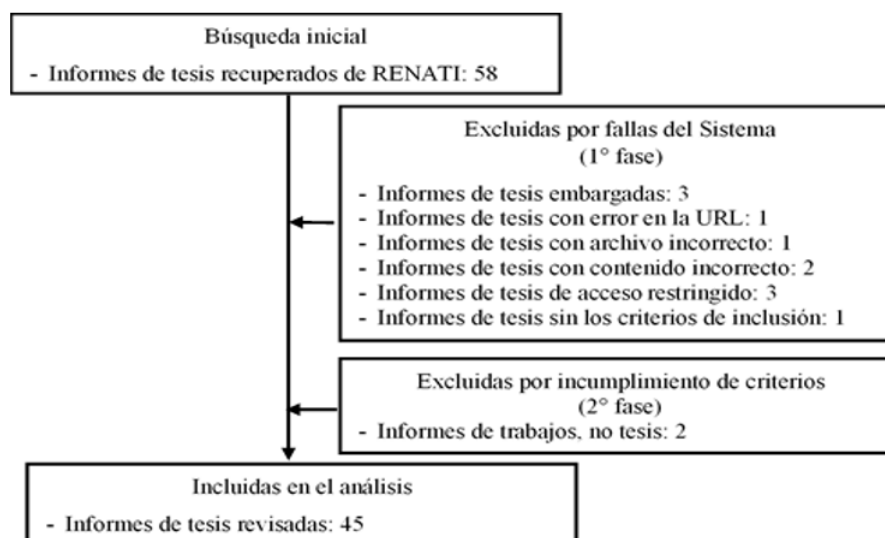 Búsqueda inicial
- Informes de tesis recuperados de RENATI: 58
Excluidas por fallas del Sistema
(1° fase)
- Informes de tesis embargadas: 3
- Informes de tesis con error en la URL: 1
- Informes de tesis con archivo incorrecto: 1
- Informes de tesis con contenido incorrecto: 2
- Informes de tesis de acceso restringido: 3
- Informes de tesis sin los criterios de inclusión: 1
Excluidas por incumplimiento de criterios
(2° fase)
- Informes de trabajos, no tesis: 2
Incluidas en el análisis
- Informes de tesis revisadas: 45